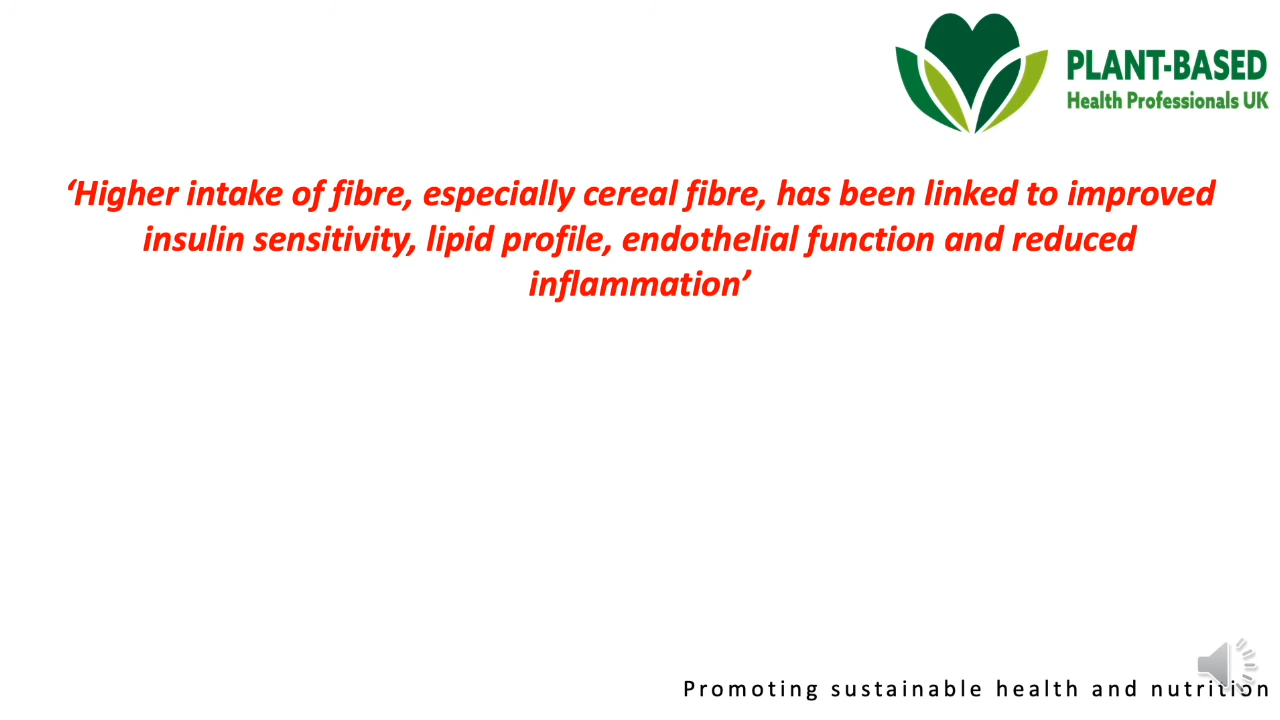 PLANT-BASED
Health Professionals UK
‘Higher intake of fibre, especially cereal fibre, has been linked to improved
insulin sensitivity, lipid profile, endothelial function and reduced
inflammation’
Promoting sustainable health and nutrition